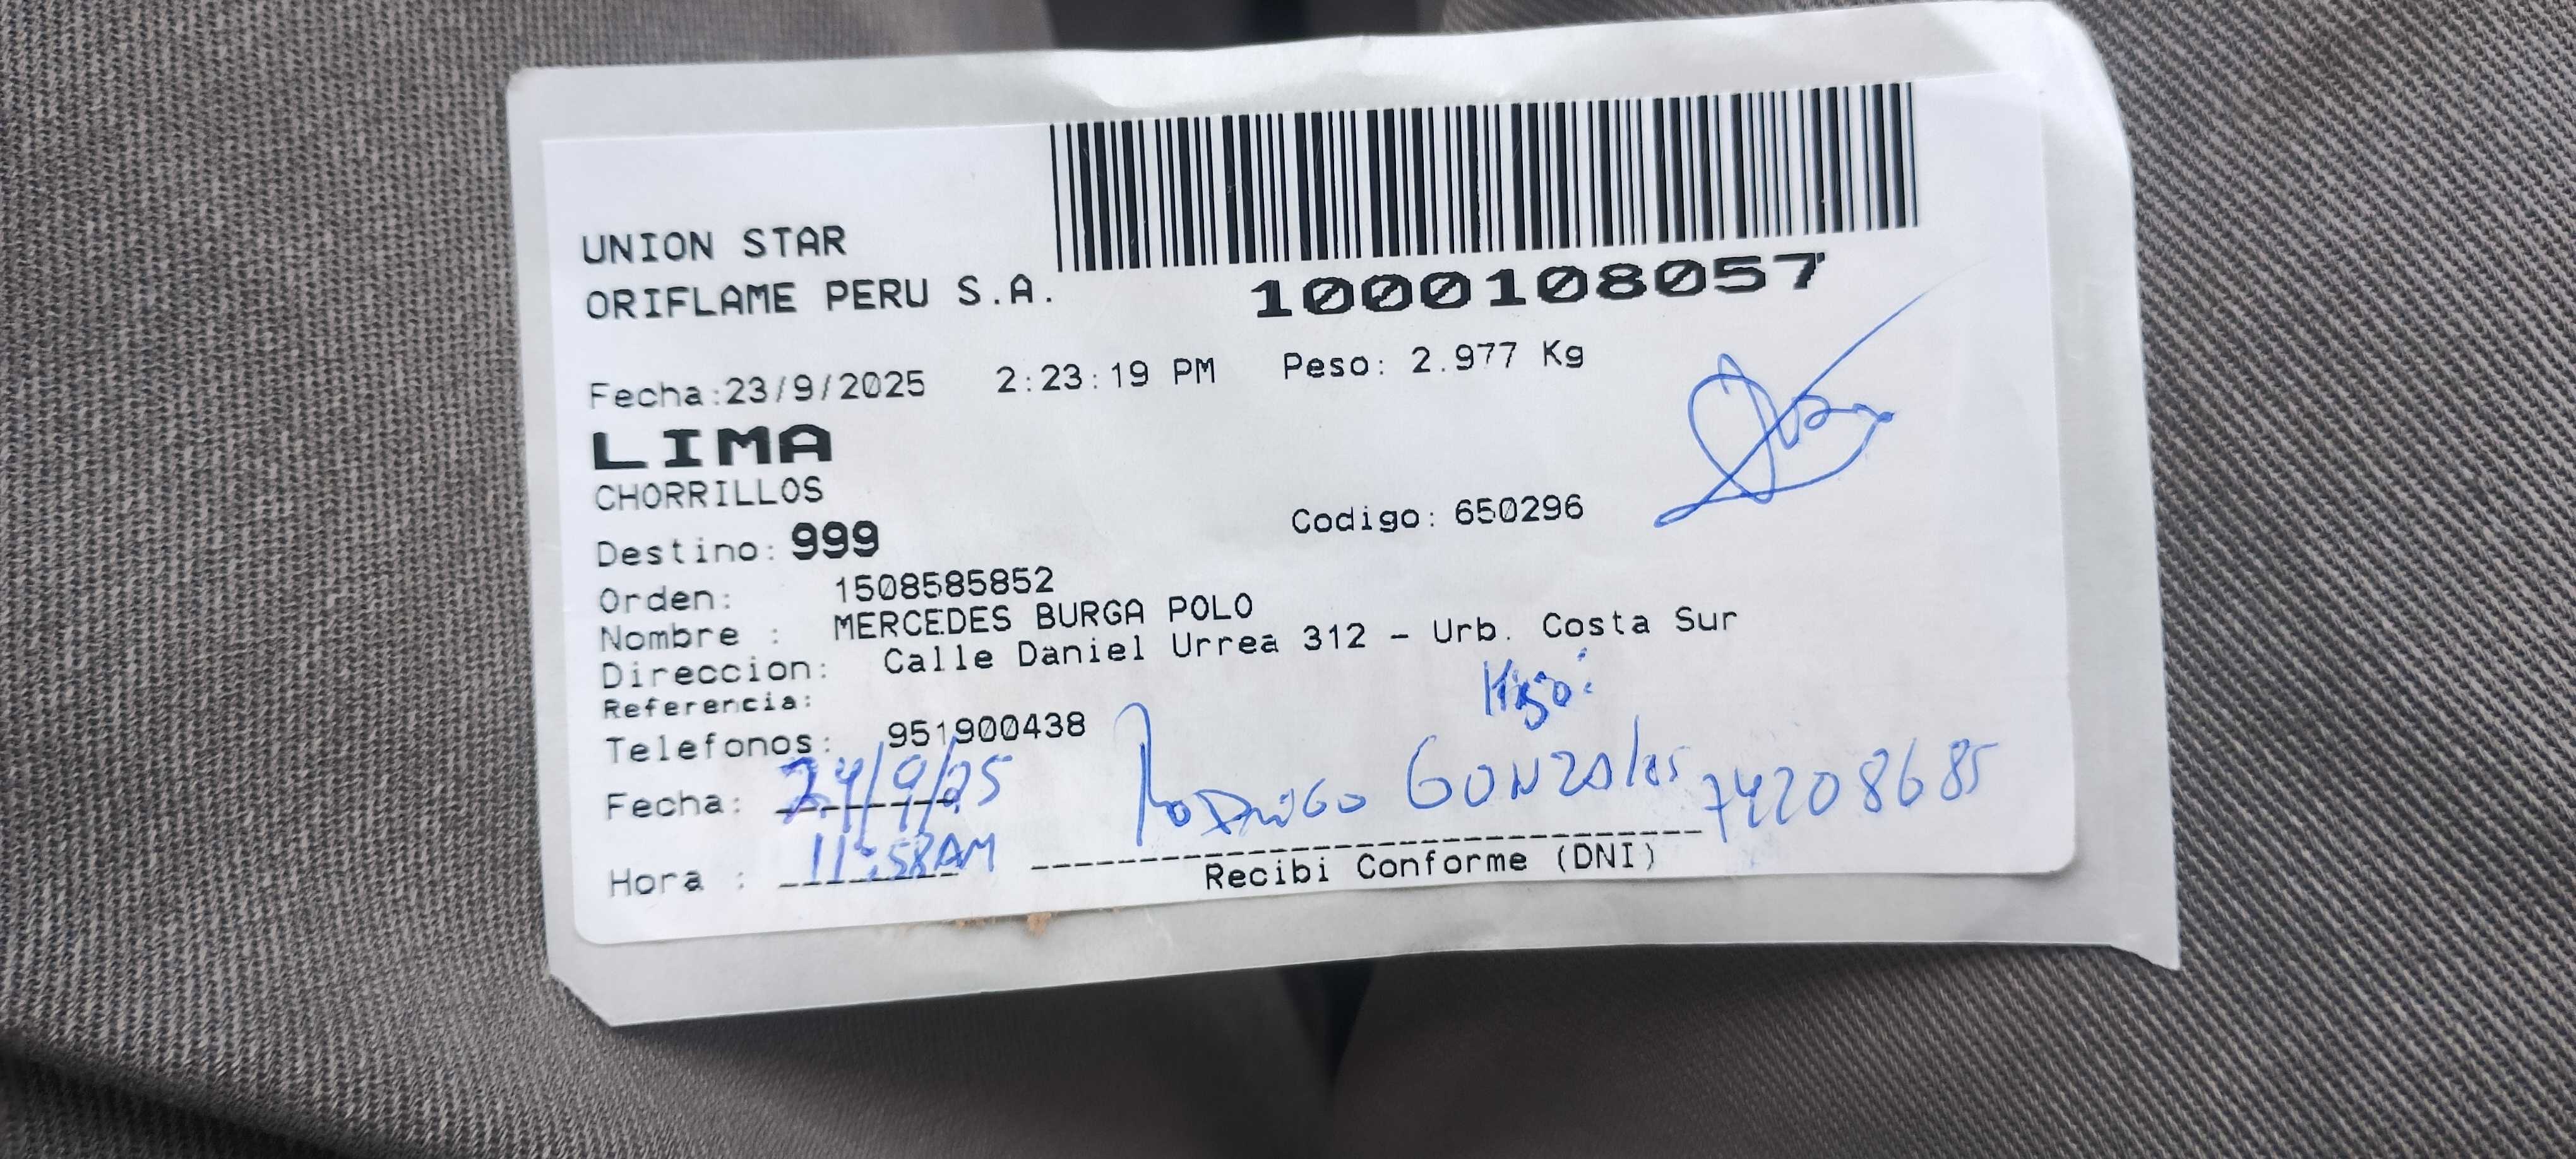 UNION STAR
ORIFLAME PERU S.A.
1000108057
Fecha:23/9/2025 2:23:19 PM Peso: 2.977 Kg
LIMA
CHORRILLOS
Codigo: 650296
Destino: 999
Orden: 1508585852
Nombre : MERCEDES BURGA POLO
Direccion: Calle Daniel Urrea 312 - Urb. Costa Sur
Referencia:
Telefonos: 951900438
Hijo:
Fecha: 24/9/25 Rodrigo Gonzales 74208685
Hora : 11:58AM
Recibi Conforme (DNI)